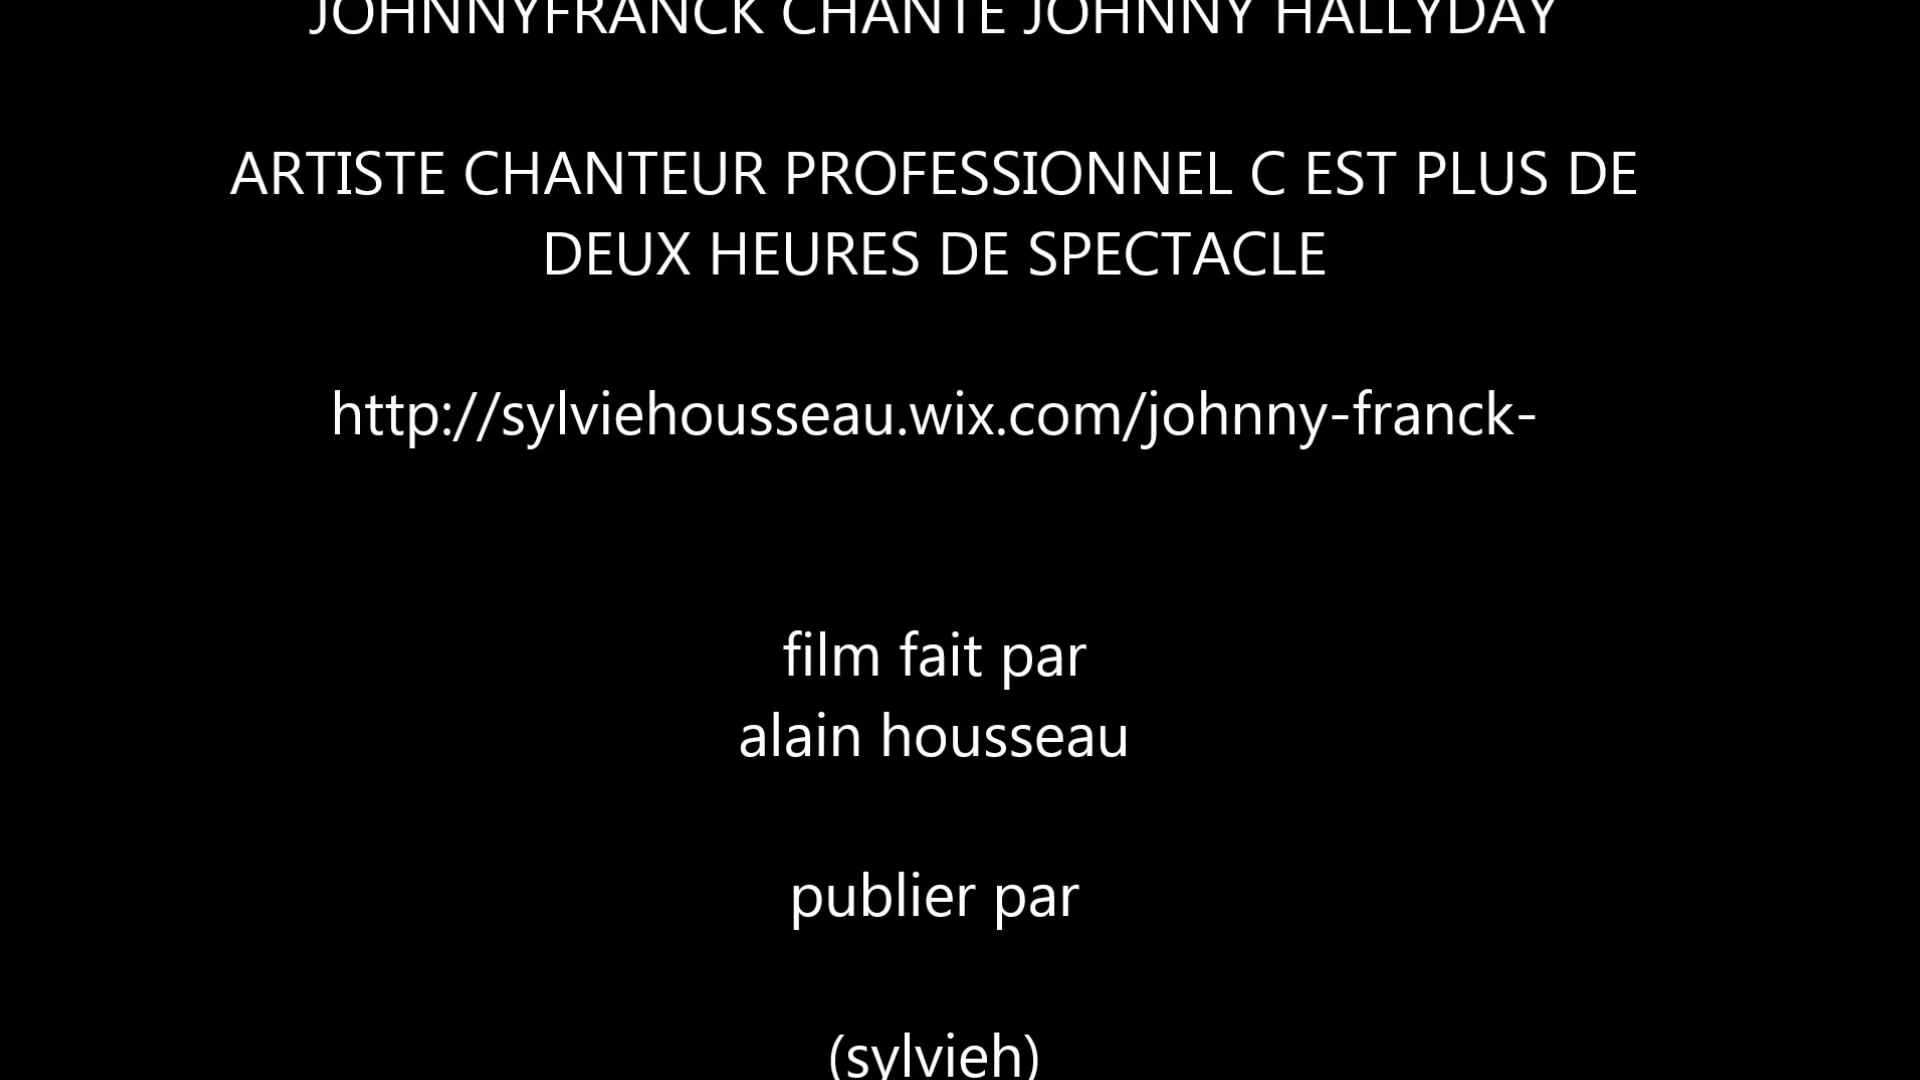 JOHNNYFRANCK CHANTE JOHNNY HALLYDAY
ARTISTE CHANTEUR PROFESSIONNEL C EST PLUS DE
DEUX HEURES DE SPECTACLE
http://sylviehousseau.wix.com/johnny-franck-
film fait par
alain housseau
publier par
(sylvieh)